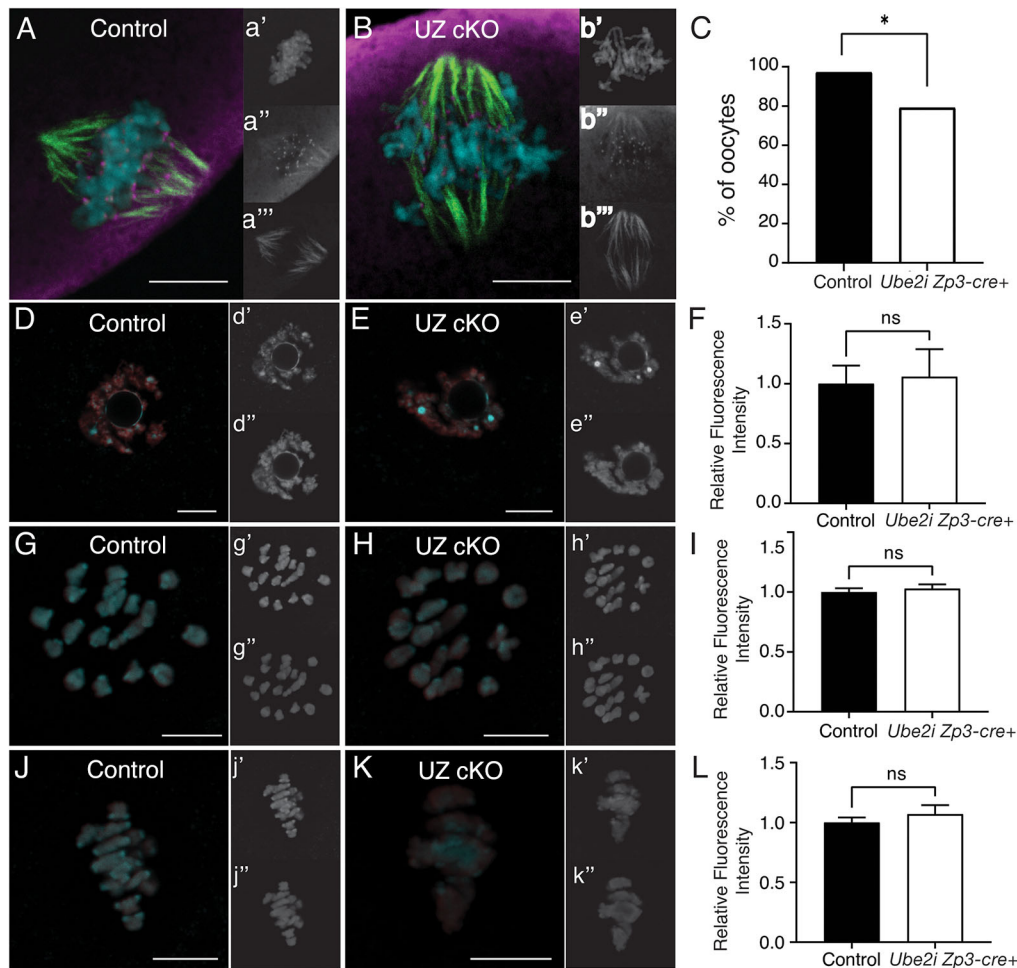 A
Control
a’
a’’
a’’’
B
UZ cKO
b’
b’’
b’’’
C
*
% of oocytes
100
80
60
40
20
0
Control
Ube2i Zp3-cre+
D
Control
d’
d’’
E
UZ cKO
e’
e’’
F
ns
Relative Fluorescence
Intensity
1.5
1.0
0.5
0.0
Control
Ube2i Zp3-cre+
G
Control
g’
g’’
H
UZ cKO
h’
h’’
I
ns
Relative Fluorescence
Intensity
1.5
1.0
0.5
0.0
Control
Ube2i Zp3-cre+
J
Control
j’
j’’
K
UZ cKO
k’
k’’
L
ns
Relative Fluorescence
Intensity
1.5
1.0
0.5
0.0
Control
Ube2i Zp3-cre+